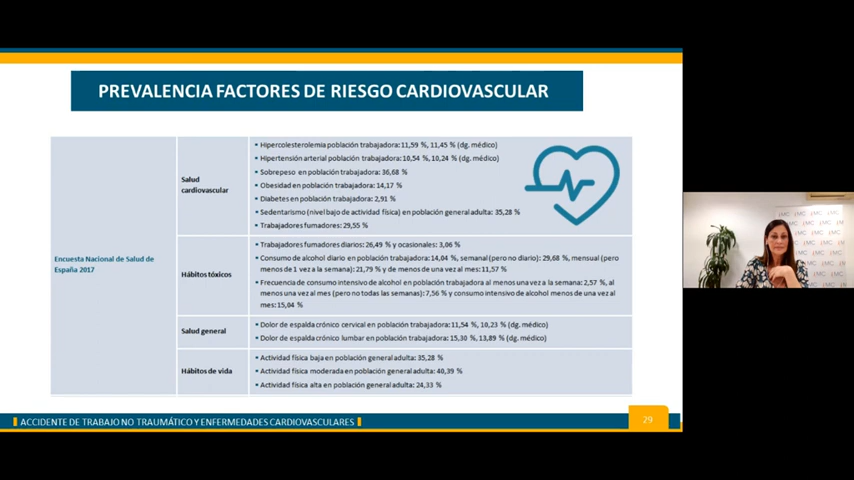 PREVALENCIA FACTORES DE RIESGO CARDIOVASCULAR
Encuesta Nacional de Salud de
España 2017
Salud
cardiovascular
▪ Hipercolesterolemia población trabajadora: 11,59 %, 11,45 % (dg. médico)
▪ Hipertensión arterial población trabajadora: 10,54 %, 10,24 % (dg. médico)
▪ Sobrepeso en población trabajadora: 36,68 %
▪ Obesidad en población trabajadora: 14,17 %
▪ Diabetes en población trabajadora: 2,91 %
▪ Sedentarismo (nivel bajo de actividad física) en población general adulta: 35,28 %
▪ Trabajadores fumadores: 29,55 %
Hábitos tóxicos
▪ Trabajadores fumadores diarios: 26,49 % y ocasionales: 3,06 %
▪ Consumo de alcohol diario en población trabajadora: 14,04 %, semanal (pero no diario): 29,68 %, mensual (pero
menos de 1 vez a la semana): 21,79 % y de menos de una vez al mes: 11,57 %
▪ Frecuencia de consumo intensivo de alcohol en población trabajadora al menos una vez a la semana: 2,57 %, al
menos una vez al mes (pero no todas las semanas): 7,56 % y consumo intensivo de alcohol menos de una vez al
mes: 15,04 %
Salud general
▪ Dolor de espalda crónico cervical en población trabajadora: 11,54 %, 10,23 % (dg. médico)
▪ Dolor de espalda crónico lumbar en población trabajadora: 15,30 %, 13,89 % (dg. médico)
Hábitos de vida
▪ Actividad física baja en población general adulta: 35,28 %
▪ Actividad física moderada en población general adulta: 40,39 %
▪ Actividad física alta en población general adulta: 24,33 %
ACCIDENTE DE TRABAJO NO TRAUMÁTICO Y ENFERMEDADES CARDIOVASCULARES
29